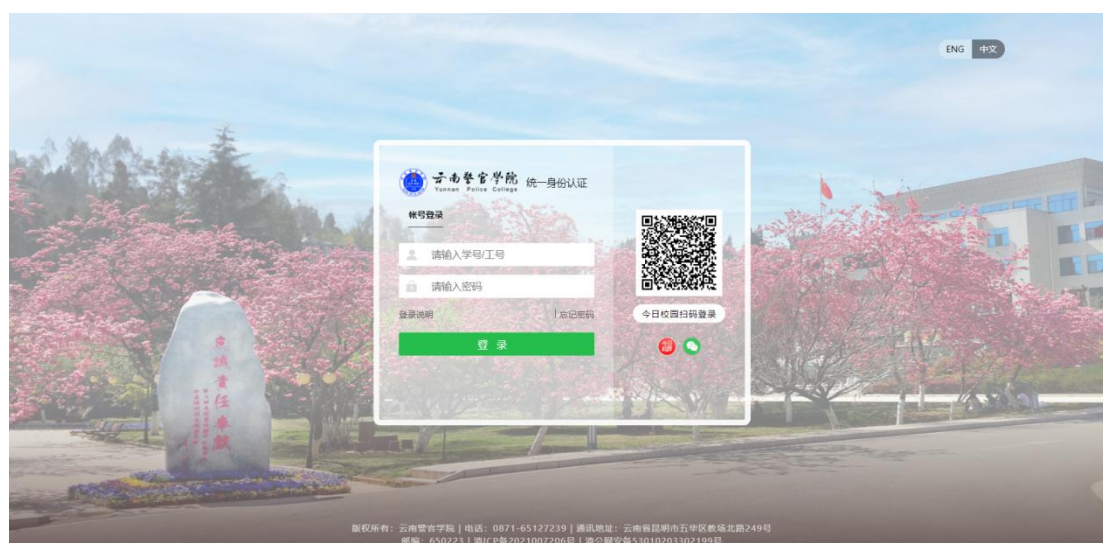 ENG 中文
云南警官学院 统一身份认证
Yunnan Police College
帐号登录
请输入学号/工号
请输入密码
登录说明 | 忘记密码
登 录
今日校园扫码登录
忠诚责任奉献
版权所有：云南警官学院 | 电话：0871-65127239 | 通讯地址：云南省昆明市五华区教场北路249号
邮编：650223 | 滇ICP备2021007206号 | 滇公网安备53010203302199号